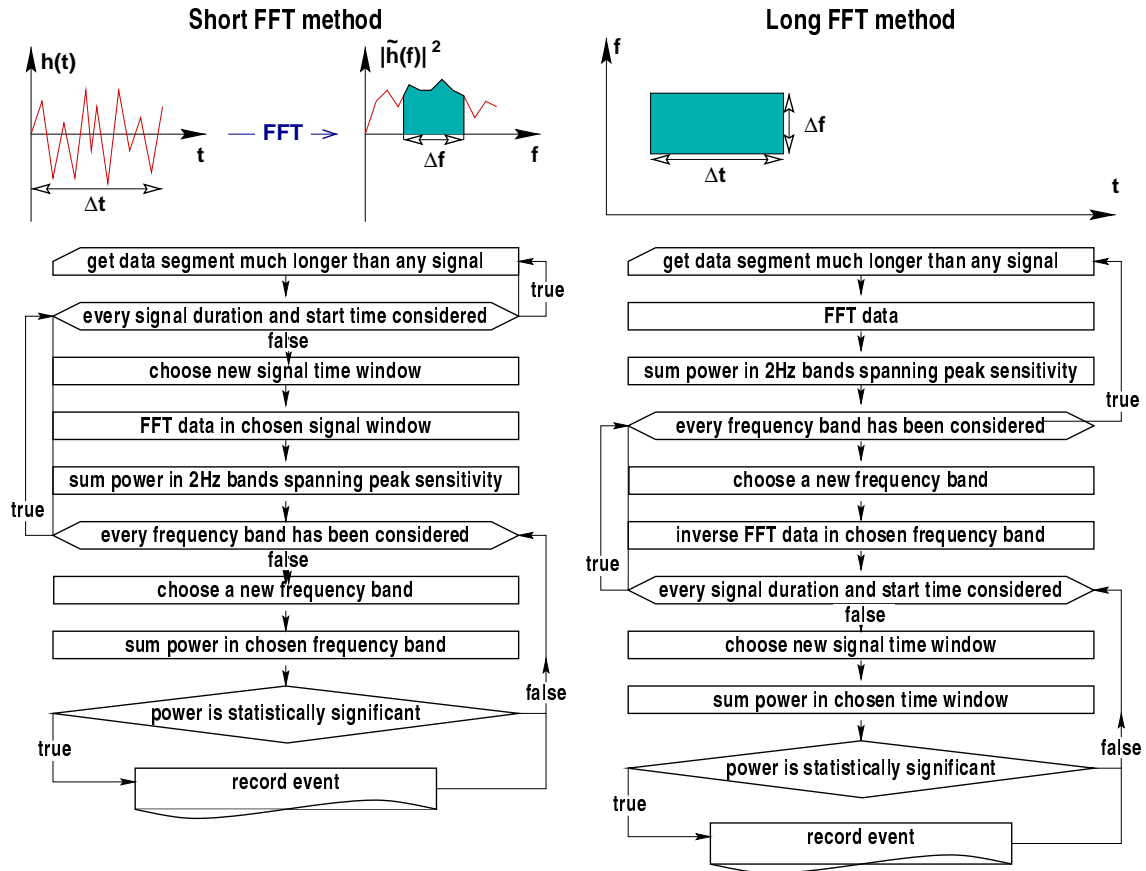 Short FFT method
h(t)
t
Δt
FFT
|h̃(f)| ²
f
Δf
get data segment much longer than any signal
true
every signal duration and start time considered
false
choose new signal time window
FFT data in chosen signal window
sum power in 2Hz bands spanning peak sensitivity
true
every frequency band has been considered
false
choose a new frequency band
sum power in chosen frequency band
false
power is statistically significant
true
record event
Long FFT method
f
Δf
Δt
t
get data segment much longer than any signal
FFT data
sum power in 2Hz bands spanning peak sensitivity
true
every frequency band has been considered
choose a new frequency band
inverse FFT data in chosen frequency band
true
every signal duration and start time considered
false
choose new signal time window
sum power in chosen time window
false
power is statistically significant
true
record event